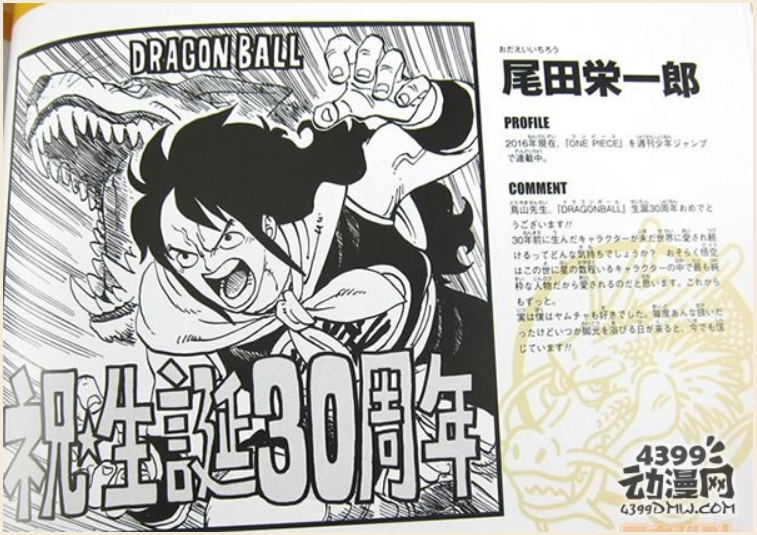 DRAGON BALL
祝★生誕30周年
おだえいいちろう
尾田栄一郎
PROFILE
2016年現在、「ONE PIECE」を週刊少年ジャンプ
で連載中。
COMMENT
鳥山先生、「DRAGONBALL」生誕30周年おめでと
うございます!!
30年前に生んだキャラクターが未だ世界に愛され続
けるってどんな気持ちでしょうか？　おそらく悟空
はこの世に星の数程いるキャラクターの中で最も純
粋な人物だから愛されるのだと思います。これから
もずっと。
実は僕はヤムチャも好きでした。毎度あんな扱いだ
ったけどいつか脚光を浴びる日が来ると、今でも信
じています!!
4399
动漫网
4399DMW.COM